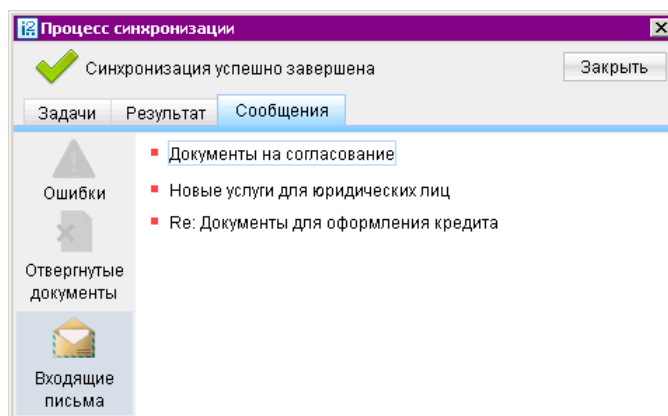 Процесс синхронизации
Синхронизация успешно завершена
Закрыть
Задачи
Результат
Сообщения
Документы на согласование
Ошибки
Новые услуги для юридических лиц
Re: Документы для оформления кредита
Отвергнутые
документы
Входящие
письма